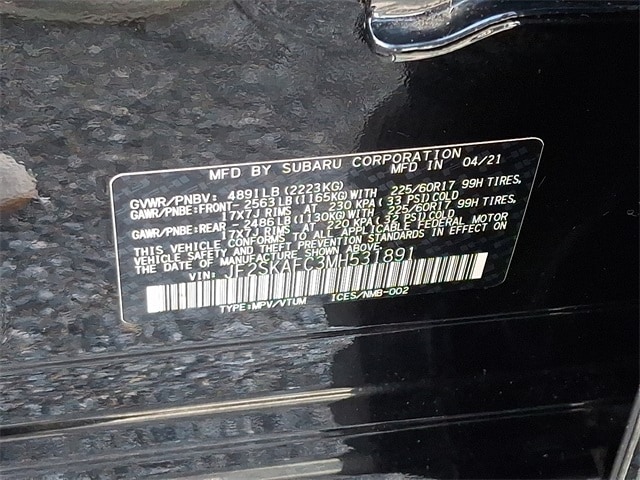 MFD BY SUBARU CORPORATION
MFD IN 04/21
GVWR/PNBV: 4891LB(2223KG)
GAWR/PNBE:FRONT-2563LB(1165KG)WITH 225/60R17 99H TIRES,
17X7J RIMS AT 230 KPA(33 PSI)COLD
GAWR/PNBE:REAR-2486LB(1130KG)WITH 225/60R17 99H TIRES,
17X7J RIMS AT 220 KPA(32 PSI)COLD
THIS VEHICLE CONFORMS TO ALL APPLICABLE FEDERAL MOTOR
VEHICLE SAFETY AND THEFT PREVENTION STANDARDS IN EFFECT ON
THE DATE OF MANUFACTURE SHOWN ABOVE.
VIN: JF2SKAFC3MH531891
TYPE:MPV/VTUM ICES/NMB-002